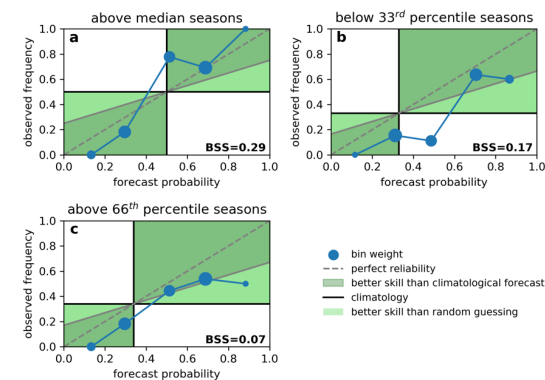 above median seasons
a
1.0
0.8
0.6
0.4
0.2
0.0
observed frequency
BSS=0.29
0.0 0.2 0.4 0.6 0.8 1.0
forecast probability
below 33rd percentile seasons
b
1.0
0.8
0.6
0.4
0.2
0.0
observed frequency
BSS=0.17
0.0 0.2 0.4 0.6 0.8 1.0
forecast probability
above 66th percentile seasons
c
1.0
0.8
0.6
0.4
0.2
0.0
observed frequency
BSS=0.07
0.0 0.2 0.4 0.6 0.8 1.0
forecast probability
bin weight
perfect reliability
better skill than climatological forecast
climatology
better skill than random guessing